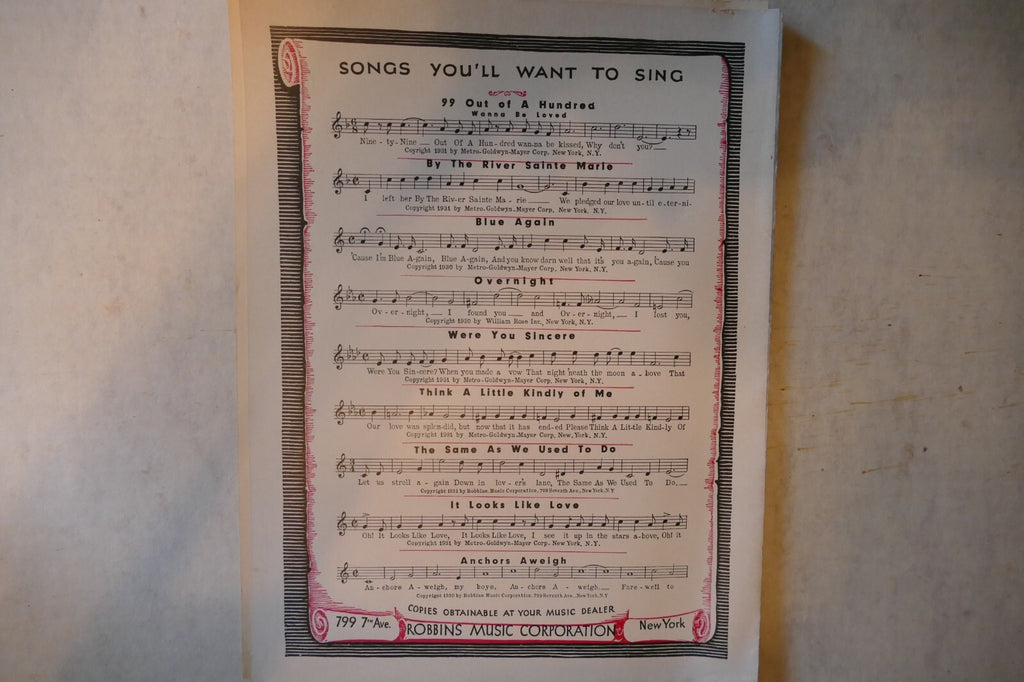 SONGS YOU'LL WANT TO SING
99 Out of A Hundred
Wanna Be Loved
Nine - ty - Nine Out Of A Hun - dred wan-na be kissed, Why don't you?
Copyright 1931 by Metro-Goldwyn-Mayer Corp. New York, N.Y.
By The River Sainte Marie
I left her By The Riv-er Sainte Ma - rie We pledged our love un - til e-ter-ni-
Copyright 1931 by Metro-Goldwyn-Mayer Corp. New York, N.Y.
Blue Again
'Cause I'm Blue A-gain, Blue A-gain, And you know darn well that it's you a-gain, 'Cause you
Copyright 1930 by Metro-Goldwyn-Mayer Corp. New York, N.Y.
Overnight
Ov - er - night, I found you and Ov - er - night, I lost you,
Copyright 1930 by William Rose Inc., New York, N.Y.
Were You Sincere
Were You Sin-cere? When you made a vow That night 'neath the moon a - bove That
Copyright 1931 by Metro-Goldwyn-Mayer Corp. New York, N.Y.
Think A Little Kindly of Me
Our love was splen-did, but now that it has end-ed Please Think A Lit-tle Kind-ly Of
Copyright 1931 by Metro-Goldwyn-Mayer Corp. New York, N.Y.
The Same As We Used To Do
Let us stroll a - gain Down in lov-er's lane, The Same As We Used To Do.
Copyright 1931 by Robbins Music Corporation, 799 Seventh Ave., New York, N.Y
It Looks Like Love
Oh! It Looks Like Love, It Looks Like Love, I see it up in the stars a-bove, Oh! it
Copyright 1931 by Metro-Goldwyn-Mayer Corp. New York, N.Y.
Anchors Aweigh
An - chors A - weigh, my boys, An - chors A - weigh Fare - well to
Copyright 1930 by Robbins Music Corporation, 799 Seventh Ave., New York, N.Y
COPIES OBTAINABLE AT YOUR MUSIC DEALER
799 7TH Ave. ROBBINS MUSIC CORPORATION New York